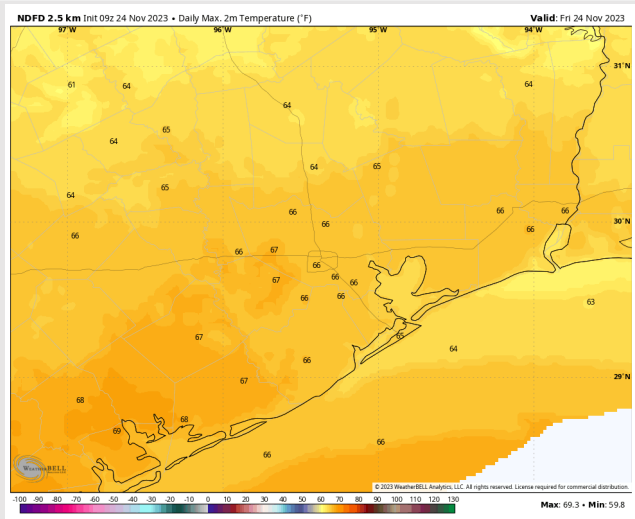 NDFD 2.5 km Init 09z 24 Nov 2023 • Daily Max. 2m Temperature (°F)
Valid: Fri 24 Nov 2023
97°W 96°W 95°W 94°W
31°N
61 64 64
64
65
64
64 65
65
64
66 66 66
66 66
66
66 67
66
67 66 66
66 66
63
67
65
64
66
29°N
67
68
68
69
66
66
30°N
WEATHERBELL
© 2023 WeatherBELL Analytics, LLC. All rights reserved. License required for commercial distribution.
-100 -90 -80 -70 -60 -50 -40 -30 -20 -10 0 10 20 30 40 50 60 70 80 90 100 110 120 130
Max: 69.3 • Min: 59.8